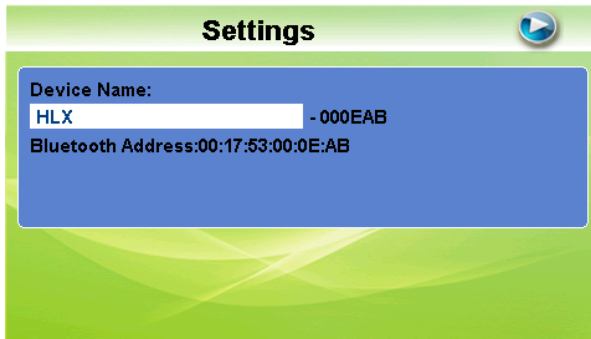 Settings
Device Name:
HLX - 000EAB
Bluetooth Address:00:17:53:00:0E:AB